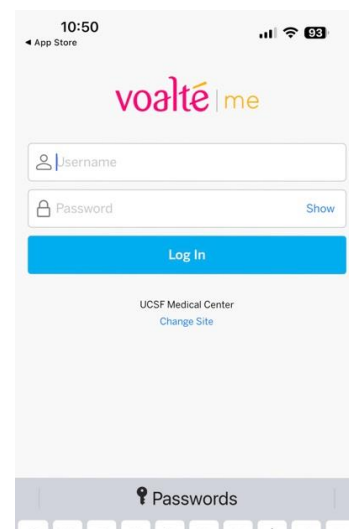 10:50
93
◀ App Store
voalté | me
Username
Password
Show
Log In
UCSF Medical Center
Change Site
Passwords